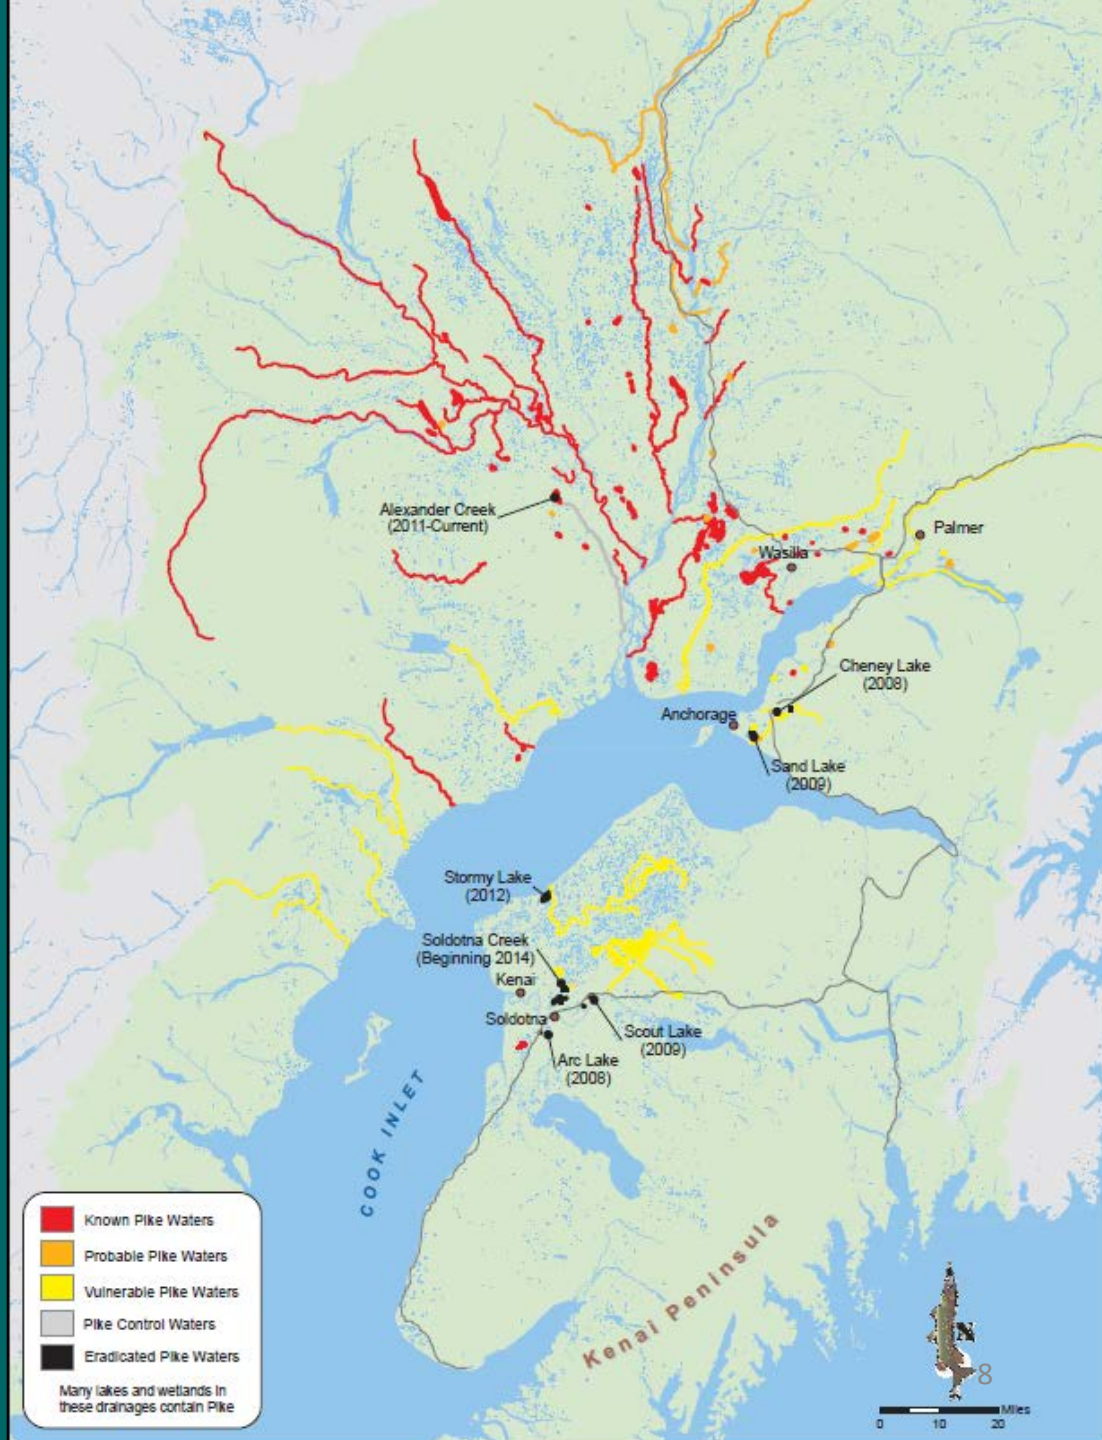 Alexander Creek
(2011-Current)
Palmer
Wasilla
Cheney Lake
(2008)
Anchorage
Sand Lake
(2009)
Stormy Lake
(2012)
Soldotna Creek
(Beginning 2014)
Kenai
Soldotna
Scout Lake
(2009)
Arc Lake
(2008)
COOK INLET
Kenai Peninsula
Known Pike Waters
Probable Pike Waters
Vulnerable Pike Waters
Pike Control Waters
Eradicated Pike Waters
Many lakes and wetlands in
these drainages contain Pike
N
8
Miles
0 10 20